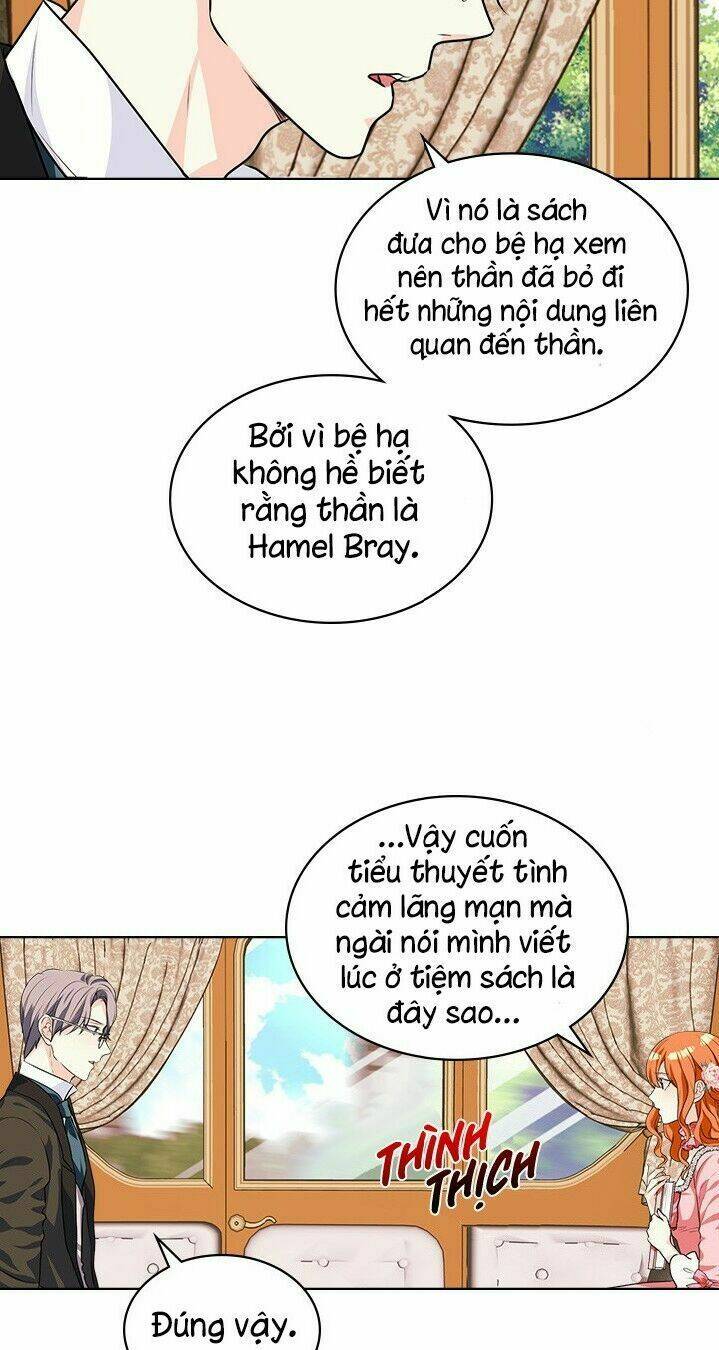 Vì nó là sách
đưa cho bệ hạ xem
nên thần đã bỏ đi
hết những nội dung liên
quan đến thần.
Bởi vì bệ hạ
không hề biết
rằng thần là
Hamel Bray.
...Vậy cuốn
tiểu thuyết tình
cảm lãng mạn mà
ngài nói mình viết
lúc ở tiệm sách là
đây sao...
THÌNH
THỊCH
Đúng vậy.